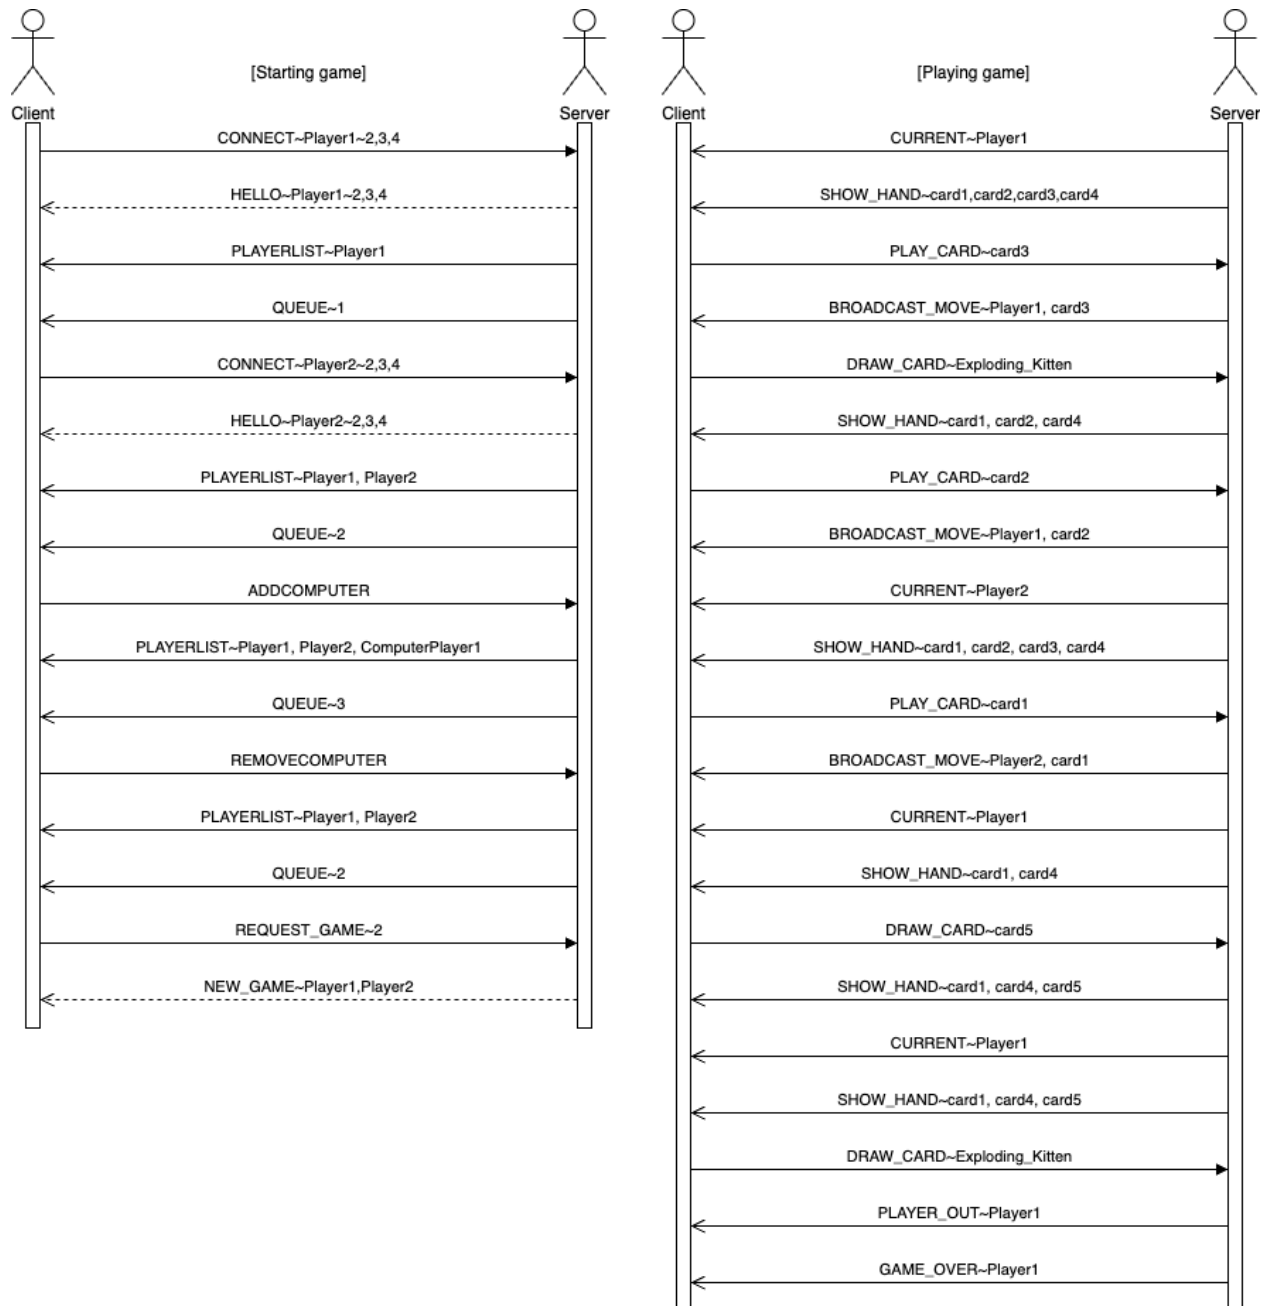 [Starting game]
Client
Server
CONNECT~Player1~2,3,4
HELLO~Player1~2,3,4
PLAYERLIST~Player1
QUEUE~1
CONNECT~Player2~2,3,4
HELLO~Player2~2,3,4
PLAYERLIST~Player1, Player2
QUEUE~2
ADDCOMPUTER
PLAYERLIST~Player1, Player2, ComputerPlayer1
QUEUE~3
REMOVECOMPUTER
PLAYERLIST~Player1, Player2
QUEUE~2
REQUEST_GAME~2
NEW_GAME~Player1,Player2
[Playing game]
Client
Server
CURRENT~Player1
SHOW_HAND~card1,card2,card3,card4
PLAY_CARD~card3
BROADCAST_MOVE~Player1, card3
DRAW_CARD~Exploding_Kitten
SHOW_HAND~card1, card2, card4
PLAY_CARD~card2
BROADCAST_MOVE~Player1, card2
CURRENT~Player2
SHOW_HAND~card1, card2, card3, card4
PLAY_CARD~card1
BROADCAST_MOVE~Player2, card1
CURRENT~Player1
SHOW_HAND~card1, card4
DRAW_CARD~card5
SHOW_HAND~card1, card4, card5
CURRENT~Player1
SHOW_HAND~card1, card4, card5
DRAW_CARD~Exploding_Kitten
PLAYER_OUT~Player1
GAME_OVER~Player1